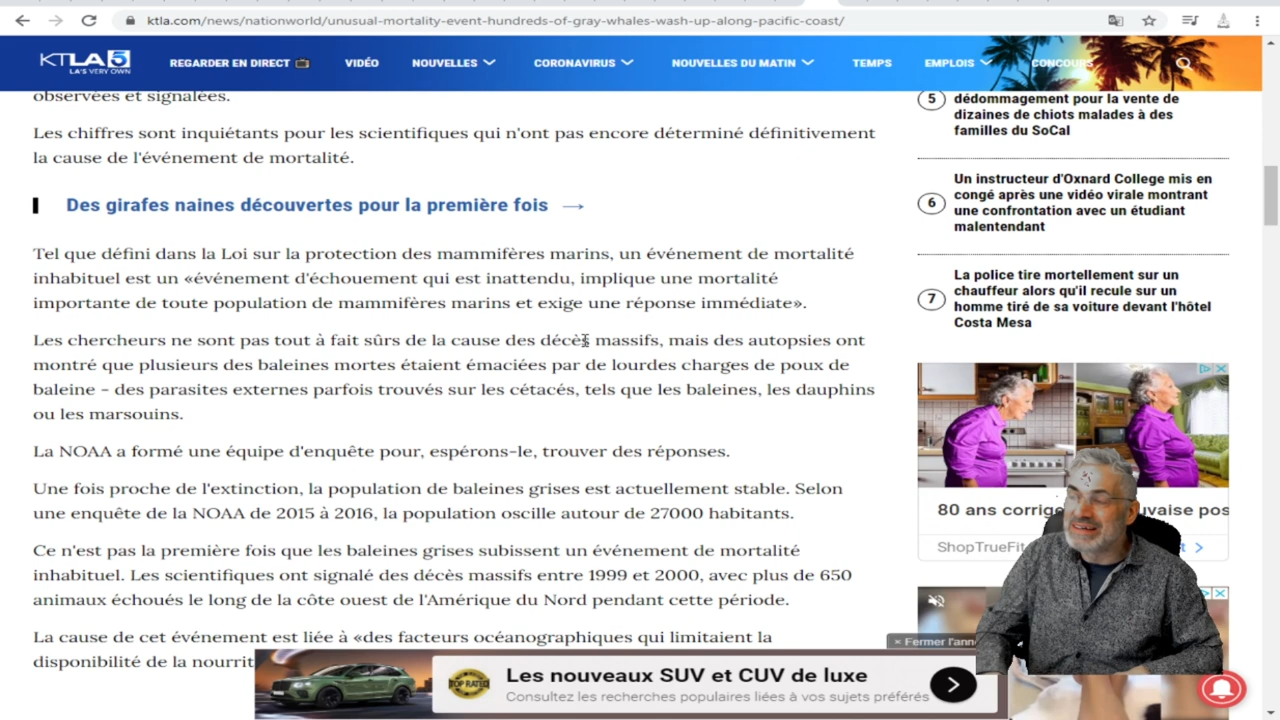 ktla.com/news/nationworld/unusual-mortality-event-hundreds-of-gray-whales-wash-up-along-pacific-coast/
KTLA 5
LA'S VERY OWN
REGARDER EN DIRECT
VIDÉO
NOUVELLES
CORONAVIRUS
NOUVELLES DU MATIN
TEMPS
EMPLOIS
CONCOURS
observées et signalées.
Les chiffres sont inquiétants pour les scientifiques qui n'ont pas encore déterminé définitivement
la cause de l'événement de mortalité.
Des girafes naines découvertes pour la première fois →
Tel que défini dans la Loi sur la protection des mammifères marins, un événement de mortalité
inhabituel est un «événement d'échouement qui est inattendu, implique une mortalité
importante de toute population de mammifères marins et exige une réponse immédiate».
Les chercheurs ne sont pas tout à fait sûrs de la cause des décès massifs, mais des autopsies ont
montré que plusieurs des baleines mortes étaient émaciées par de lourdes charges de poux de
baleine - des parasites externes parfois trouvés sur les cétacés, tels que les baleines, les dauphins
ou les marsouins.
La NOAA a formé une équipe d'enquête pour, espérons-le, trouver des réponses.
Une fois proche de l'extinction, la population de baleines grises est actuellement stable. Selon
une enquête de la NOAA de 2015 à 2016, la population oscille autour de 27000 habitants.
Ce n'est pas la première fois que les baleines grises subissent un événement de mortalité
inhabituel. Les scientifiques ont signalé des décès massifs entre 1999 et 2000, avec plus de 650
animaux échoués le long de la côte ouest de l'Amérique du Nord pendant cette période.
La cause de cet événement est liée à «des facteurs océanographiques qui limitaient la
disponibilité de la nourrit
5
dédommagement pour la vente de
dizaines de chiots malades à des
familles du SoCal
6
Un instructeur d'Oxnard College mis en
congé après une vidéo virale montrant
une confrontation avec un étudiant
malentendant
7
La police tire mortellement sur un
chauffeur alors qu'il recule sur un
homme tiré de sa voiture devant l'hôtel
Costa Mesa
80 ans corrige
uvaise pos
ShopTrueFit
× Fermer l'ann
TOP RATED
Les nouveaux SUV et CUV de luxe
Consultez les recherches populaires liées à vos sujets préférés